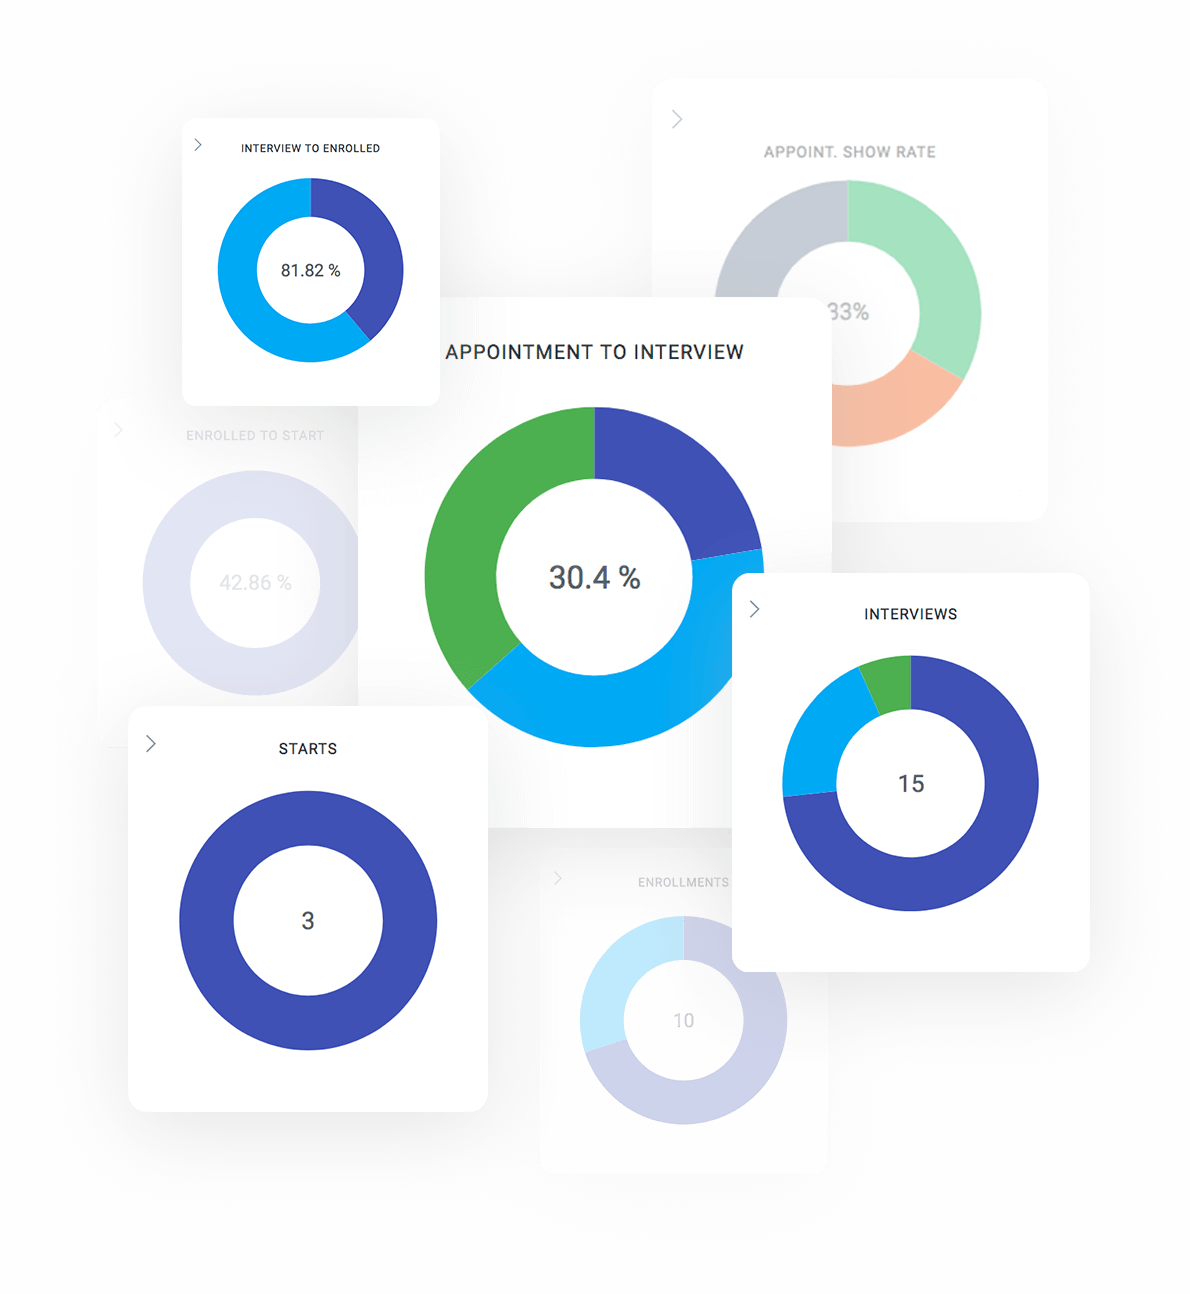 INTERVIEW TO ENROLLED
81.82 %
APPOINT. SHOW RATE
33%
APPOINTMENT TO INTERVIEW
30.4 %
ENROLLED TO START
42.86 %
INTERVIEWS
15
STARTS
3
ENROLLMENTS
10